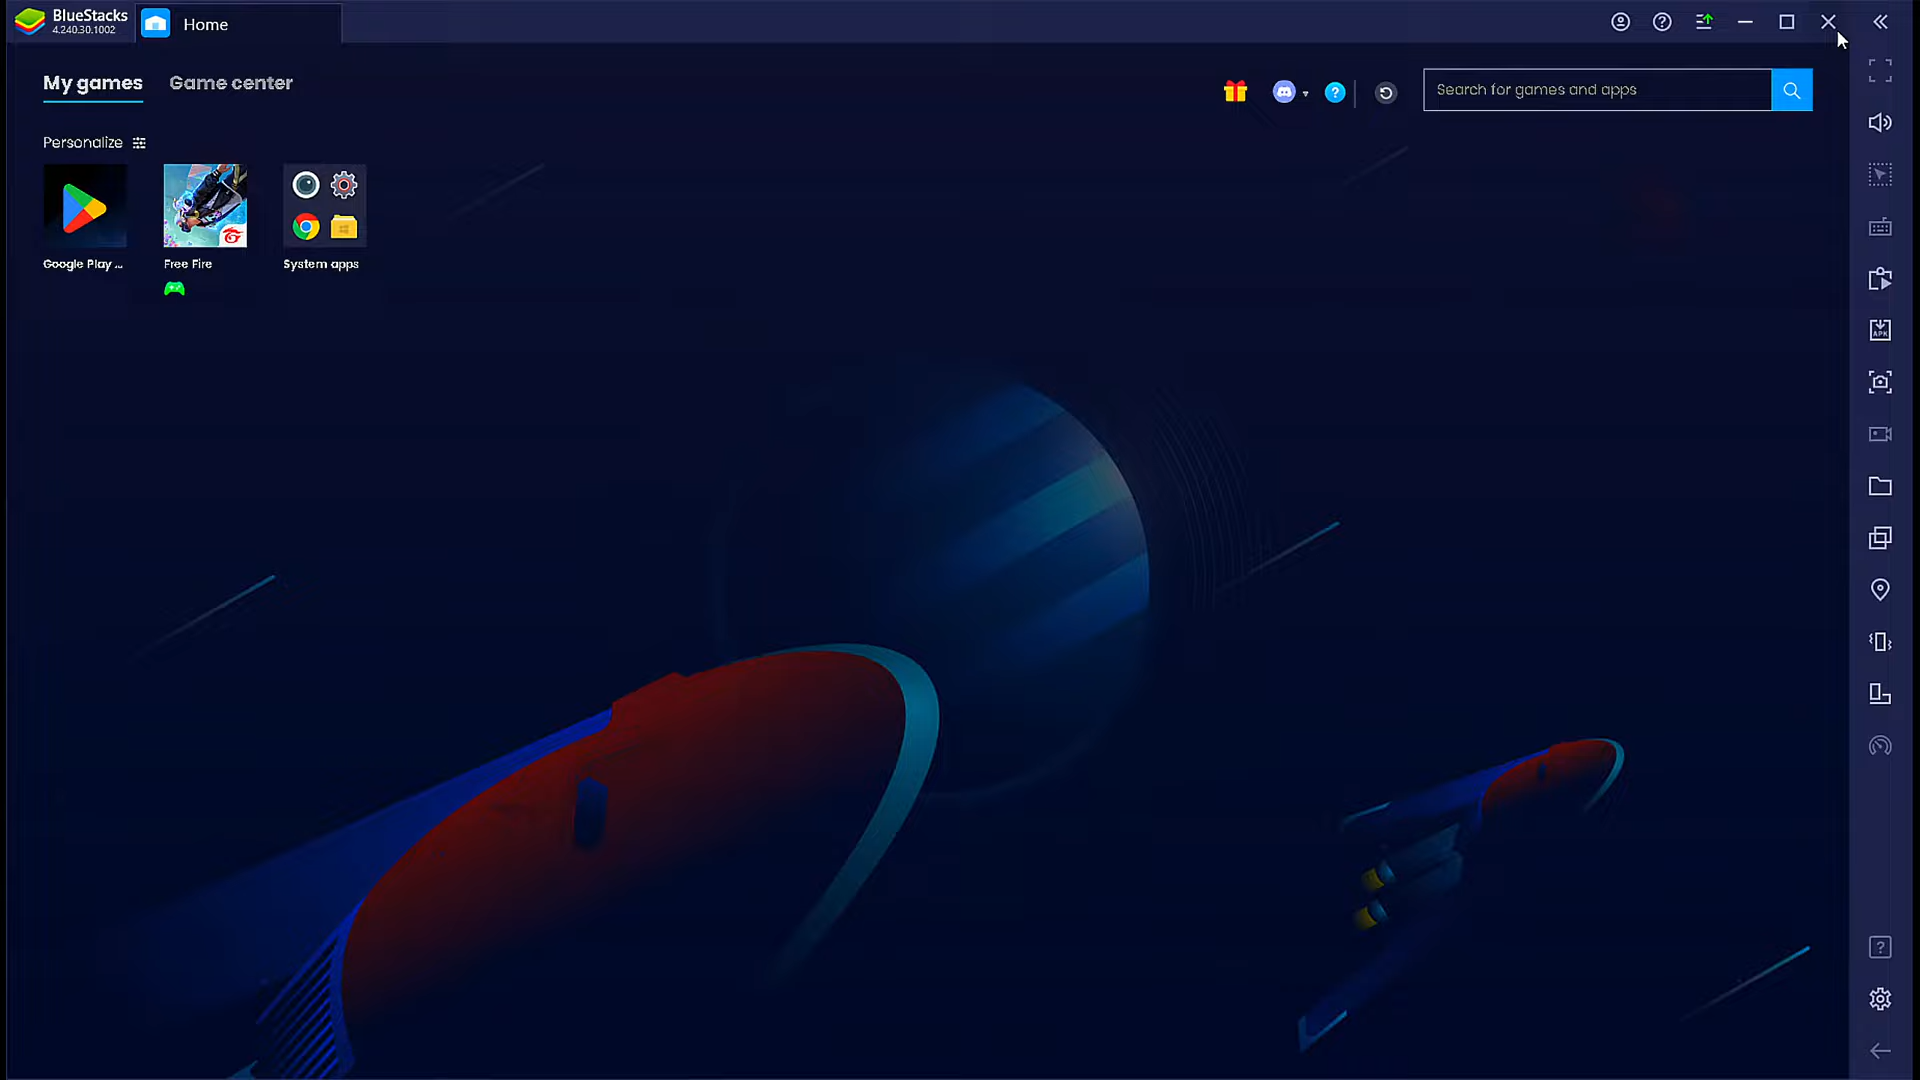 BlueStacks
4.240.30.1002
Home
My games
Game center
Search for games and apps
Personalize
Google Play ...
Free Fire
System apps
APK